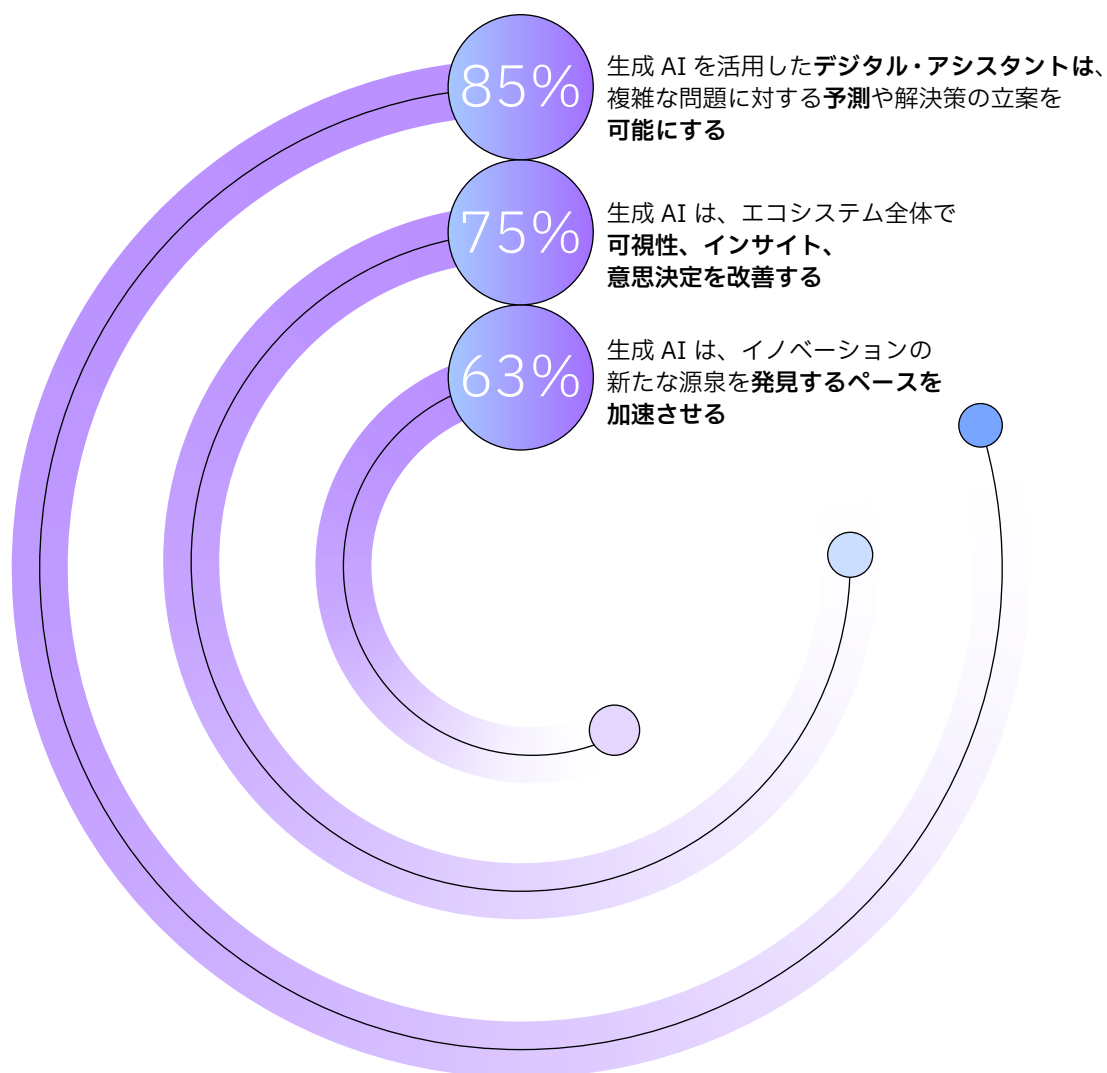 85%
生成 AI を活用したデジタル・アシスタントは、
複雑な問題に対する予測や解決策の立案を
可能にする
75%
生成 AI は、エコシステム全体で
可視性、インサイト、
意思決定を改善する
63%
生成 AI は、イノベーションの
新たな源泉を発見するペースを
加速させる